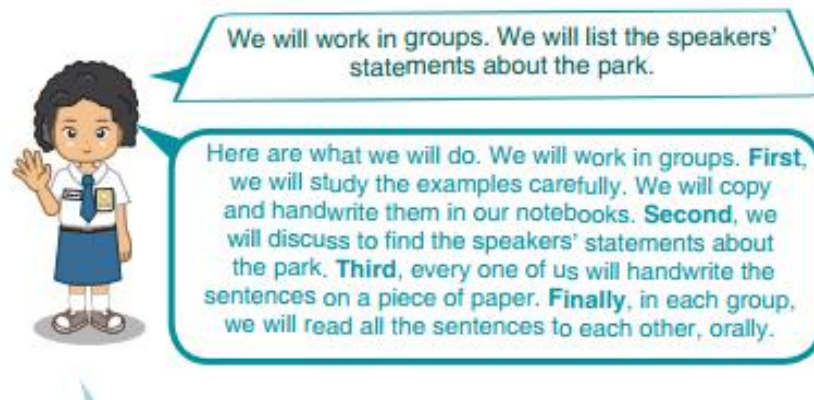 We will work in groups. We will list the speakers'
statements about the park.
Here are what we will do. We will work in groups. First,
we will study the examples carefully. We will copy
and handwrite them in our notebooks. Second, we
will discuss to find the speakers' statements about
the park. Third, every one of us will handwrite the
sentences on a piece of paper. Finally, in each group,
we will read all the sentences to each other, orally.